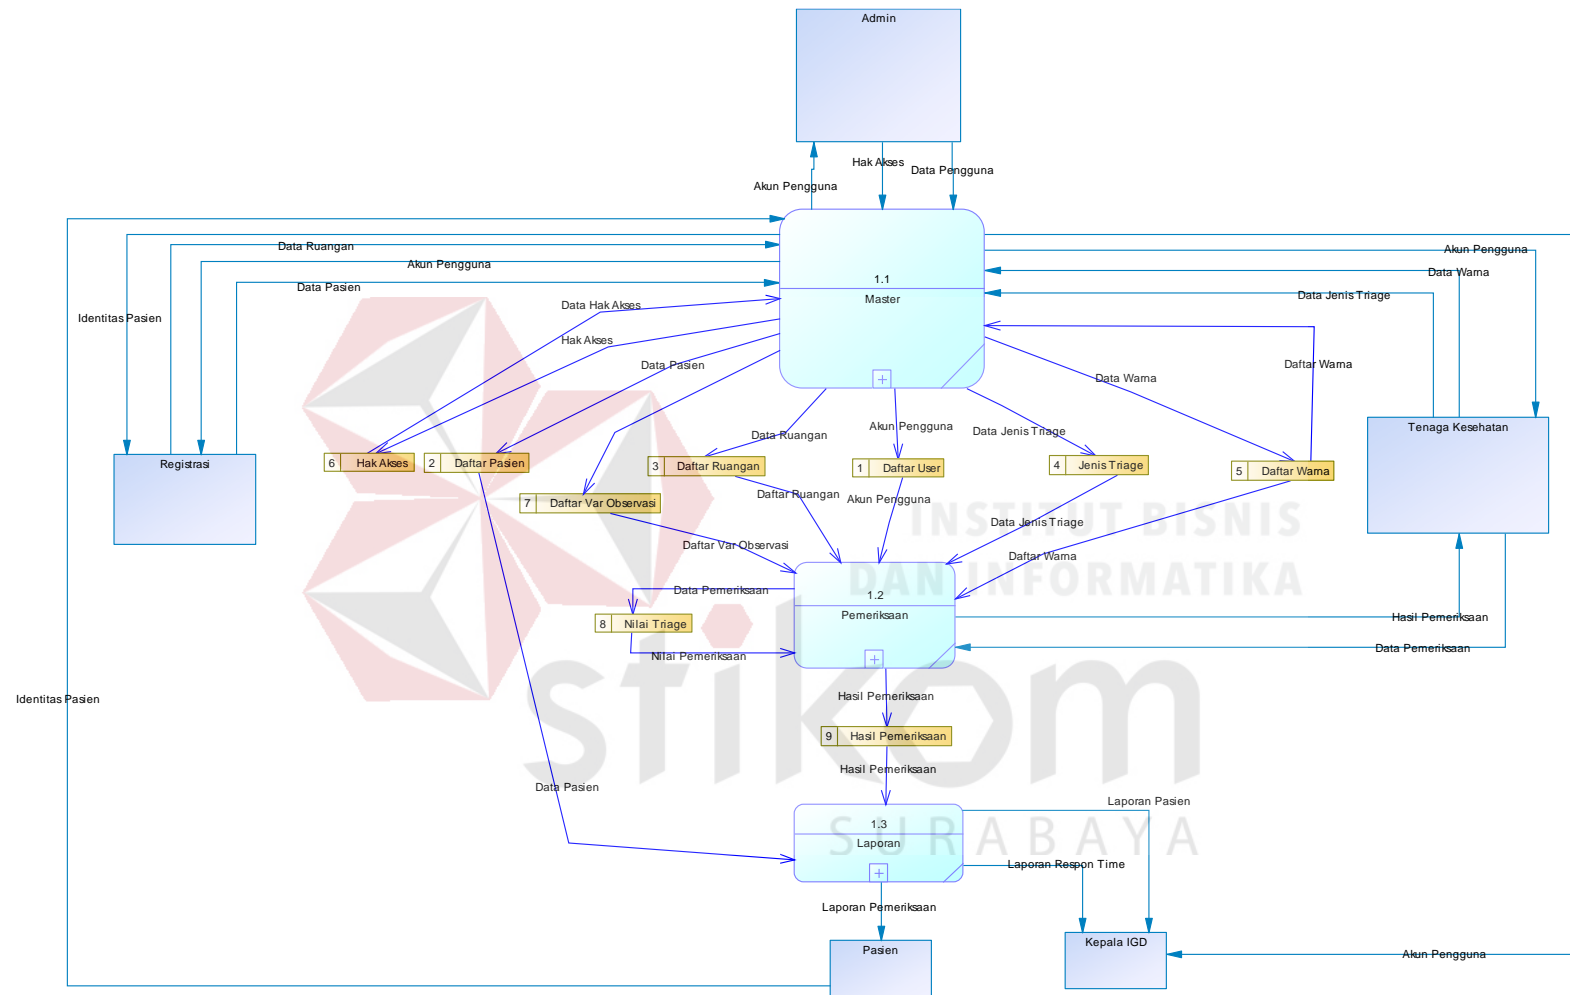 Admin
Hak Akses
Data Pengguna
Akun Pengguna
Data Ruangan
Akun Pengguna
Akun Pengguna
Data Warna
1.1
Data Pasien
Data Jenis Triage
Master
Data Hak Akses
Identitas Pasien
Hak Akses
Data Pasien
Daftar Warna
Data Warna
Akun Pengguna
Tenaga Kesehatan
Data Ruangan
Data Jenis Triage
Registrasi
6 Hak Akses
2 Daftar Pasien
3 Daftar Ruangan
1 Daftar User
4 Jenis Triage
5 Daftar Warna
Daftar Ruangan
Akun Pengguna
7 Daftar Var Observasi
INSTITUT BISNIS
Data Jenis Triage
Daftar Var Observasi
Daftar Warna
DAN INFORMATIKA
Data Pemeriksaan
1.2
Pemeriksaan
Hasil Pemeriksaan
8 Nilai Triage
Data Pemeriksaan
Nilai Pemeriksaan
stikom
Hasil Pemeriksaan
Identitas Pasien
9 Hasil Pemeriksaan
Hasil Pemeriksaan
Data Pasien
Laporan Pasien
1.3
SURABAYA
Laporan
Laporan Respon Time
Laporan Pemeriksaan
Pasien
Kepala IGD
Akun Pengguna